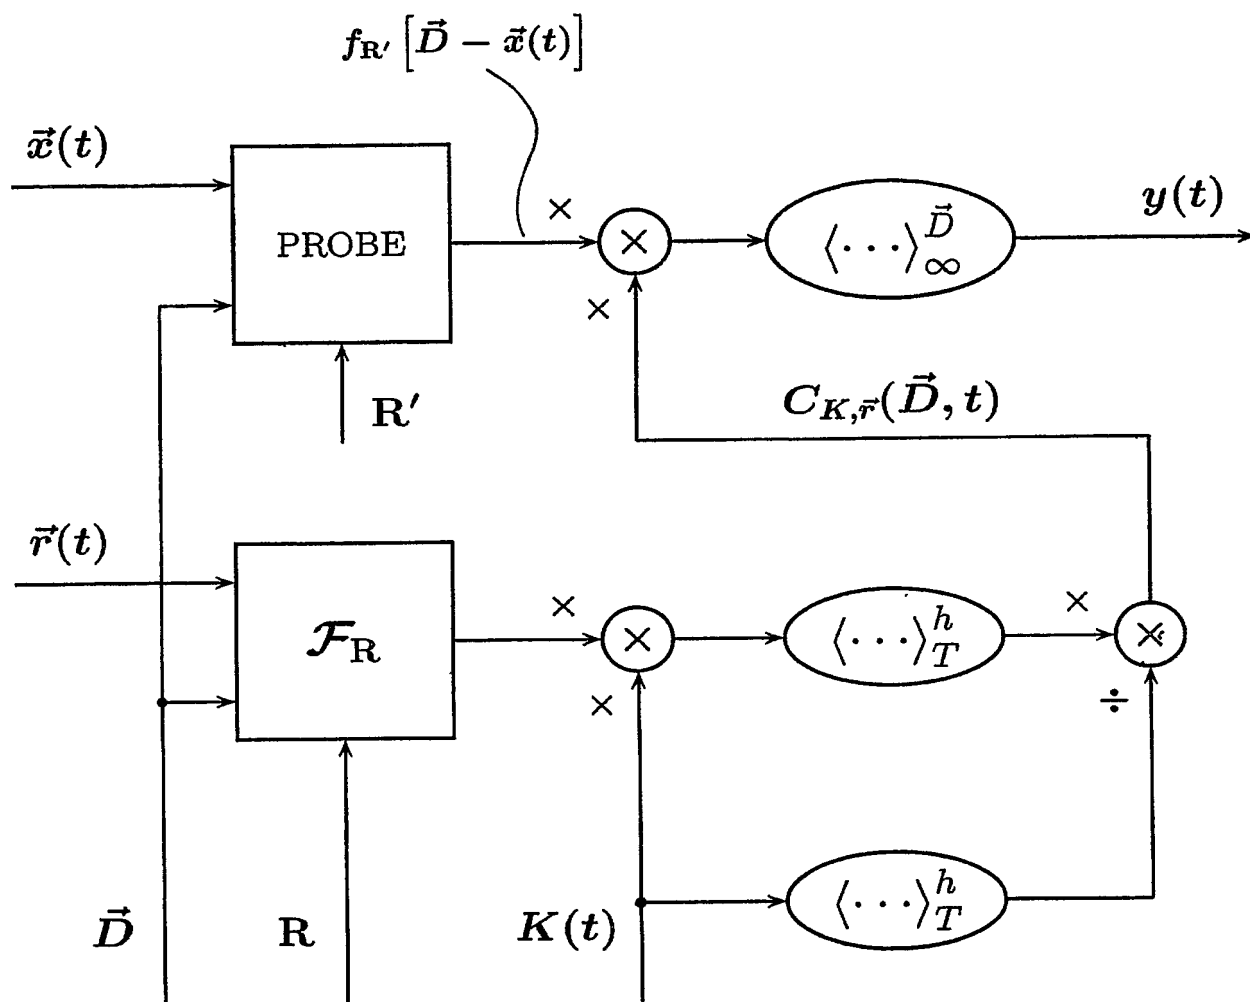 f_{R′} [D⃗ − x⃗(t)]
x⃗(t)
PROBE
×
×
×
⟨· · ·⟩^{D⃗}_∞
y(t)
R′
C_{K,r⃗}(D⃗, t)
r⃗(t)
ℱ_R
×
×
×
⟨· · ·⟩^h_T
×
×
÷
D⃗
R
K(t)
⟨· · ·⟩^h_T